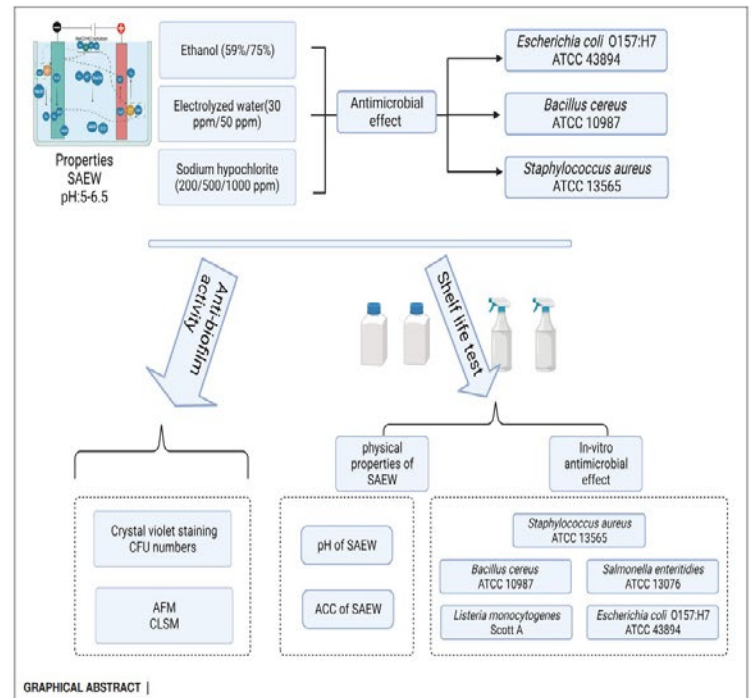 Ethanol (59%/75%)
Electrolyzed water(30
ppm/50 ppm)
Sodium hypochlorite
(200/500/1000 ppm)
Properties
SAEW
pH:5-6.5
Antimicrobial
effect
Escherichia coli O157:H7
ATCC 43894
Bacillus cereus
ATCC 10987
Staphylococcus aureus
ATCC 13565
Anti-biofilm
activity
Shelf life test
physical
properties of
SAEW
In-vitro
antimicrobial
effect
Crystal violet staining
CFU numbers
AFM
CLSM
pH of SAEW
ACC of SAEW
Staphylococcus aureus
ATCC 13565
Bacillus cereus
ATCC 10987
Salmonella enteritidies
ATCC 13076
Listeria monocytogenes
Scott A
Escherichia coli O157:H7
ATCC 43894
GRAPHICAL ABSTRACT |